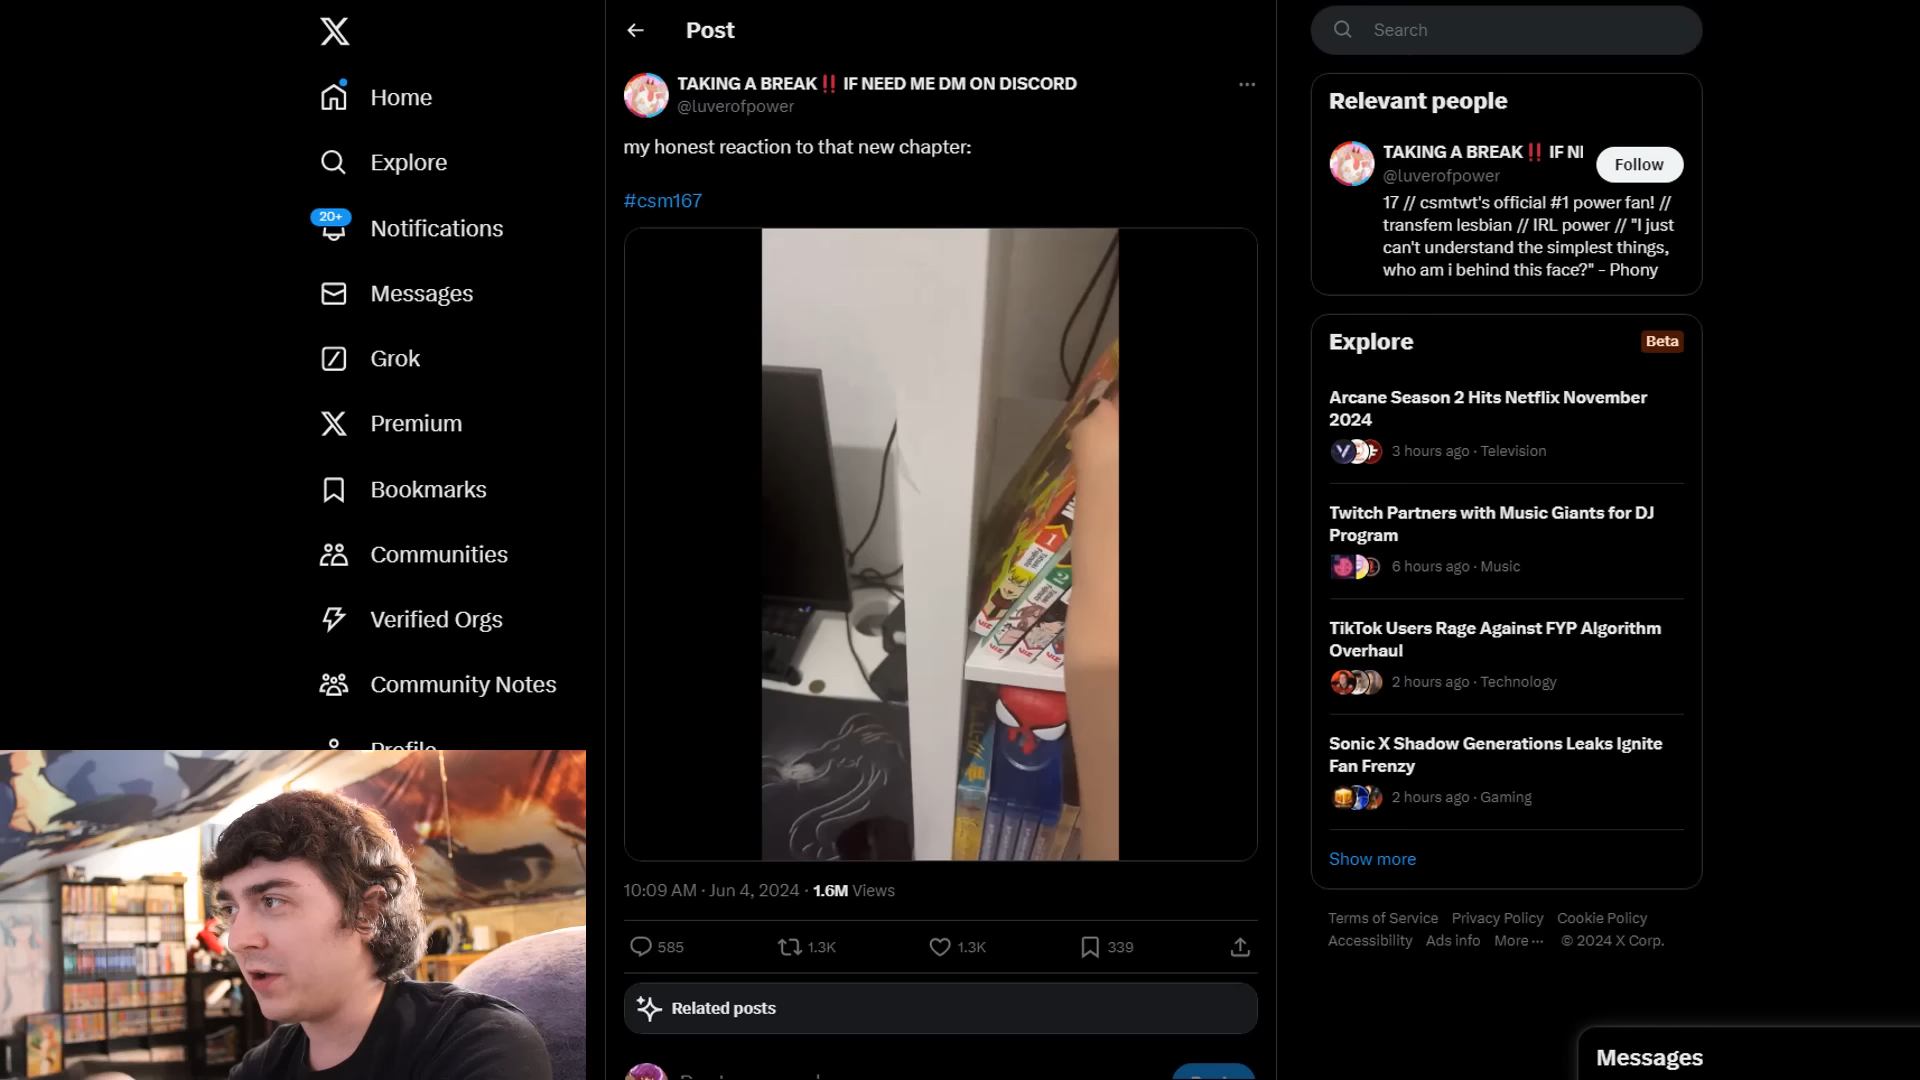 Home
Explore
20+
Notifications
Messages
Grok
Premium
Bookmarks
Communities
Verified Orgs
Community Notes
Profile
Post
TAKING A BREAK‼️ IF NEED ME DM ON DISCORD
@luverofpower
my honest reaction to that new chapter:
#csm167
1
2
VIZ
VIZ
VIZ
10:09 AM · Jun 4, 2024 · 1.6M Views
585
1.3K
1.3K
339
Related posts
Search
Relevant people
TAKING A BREAK‼️ IF NE
@luverofpower
Follow
17 // csmtwt's official #1 power fan! //
transfem lesbian // IRL power // "I just
can't understand the simplest things,
who am i behind this face?" - Phony
Explore
Beta
Arcane Season 2 Hits Netflix November
2024
3 hours ago · Television
Twitch Partners with Music Giants for DJ
Program
6 hours ago · Music
TikTok Users Rage Against FYP Algorithm
Overhaul
2 hours ago · Technology
Sonic X Shadow Generations Leaks Ignite
Fan Frenzy
2 hours ago · Gaming
Show more
Terms of Service Privacy Policy Cookie Policy
Accessibility Ads info More ··· © 2024 X Corp.
Messages